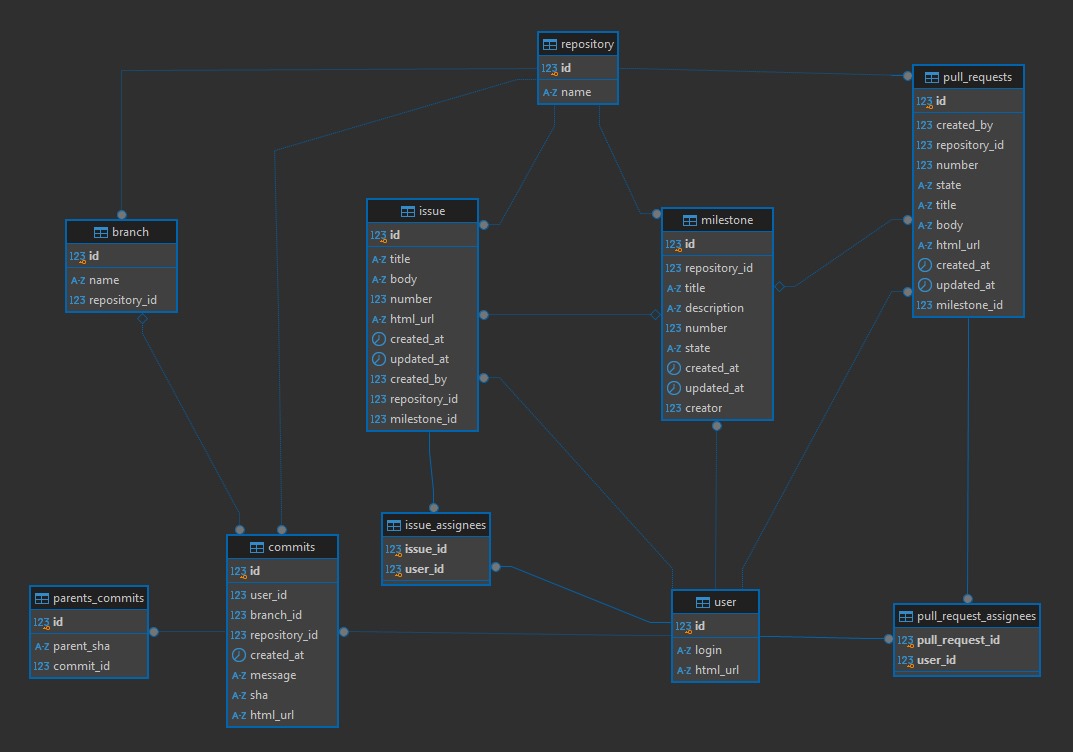 repository
123 id
A-Z name
pull_requests
123 id
123 created_by
123 repository_id
123 number
A-Z state
A-Z title
A-Z body
A-Z html_url
created_at
updated_at
123 milestone_id
branch
123 id
A-Z name
123 repository_id
issue
123 id
A-Z title
A-Z body
123 number
A-Z html_url
created_at
updated_at
123 created_by
123 repository_id
123 milestone_id
milestone
123 id
123 repository_id
A-Z title
A-Z description
123 number
A-Z state
created_at
updated_at
123 creator
issue_assignees
123 issue_id
123 user_id
commits
123 id
123 user_id
123 branch_id
123 repository_id
created_at
A-Z message
A-Z sha
A-Z html_url
parents_commits
123 id
A-Z parent_sha
123 commit_id
user
123 id
A-Z login
A-Z html_url
pull_request_assignees
123 pull_request_id
123 user_id